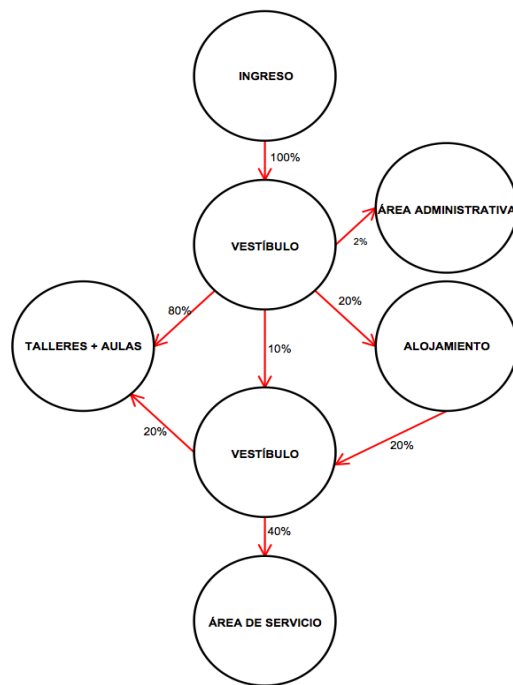 INGRESO
100%
ÁREA ADMINISTRATIVA
VESTÍBULO
2%
80%
20%
TALLERES + AULAS
10%
ALOJAMIENTO
20%
VESTÍBULO
20%
40%
ÁREA DE SERVICIO